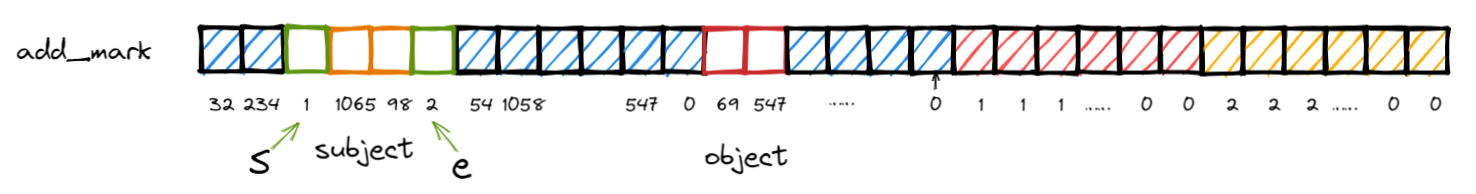 add_mark
32 234 1 1065 98 2 54 1058 547 0 69 547 ...... 0 1 1 1 ...... 0 0 2 2 2 ...... 0 0
S subject e object